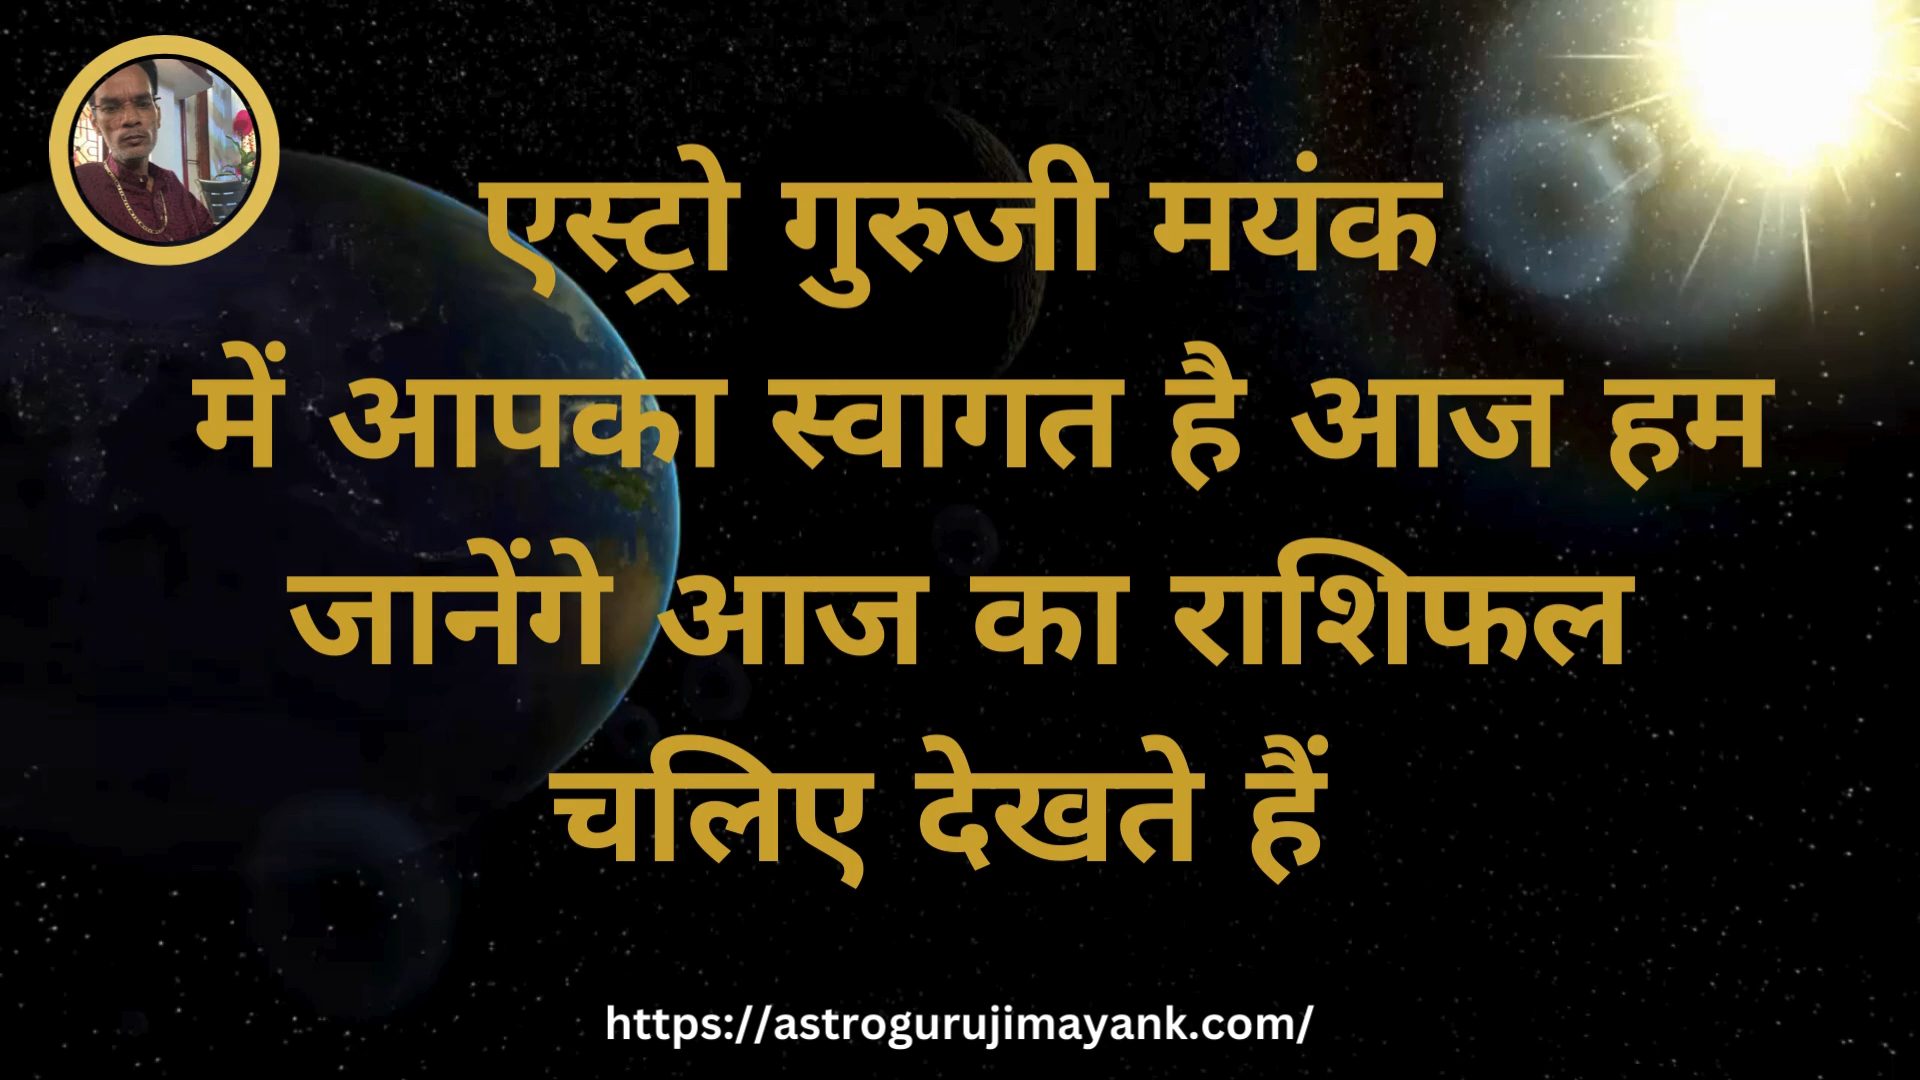 एस्ट्रो गुरुजी मयंक
में आपका स्वागत है आज हम
जानेंगे आज का राशिफल
चलिए देखते हैं
https://astrogurujimayank.com/